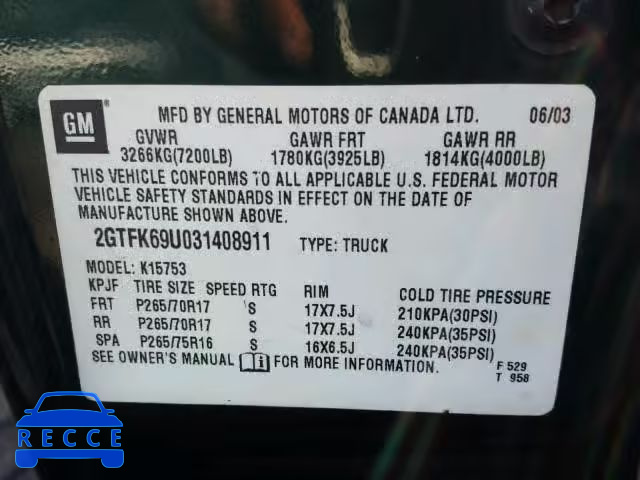 GM ® MFD BY GENERAL MOTORS OF CANADA LTD. 06/03
GVWR GAWR FRT GAWR RR
3266KG(7200LB) 1780KG(3925LB) 1814KG(4000LB)
THIS VEHICLE CONFORMS TO ALL APPLICABLE U.S. FEDERAL MOTOR
VEHICLE SAFETY STANDARDS IN EFFECT ON THE DATE OF
MANUFACTURE SHOWN ABOVE.
2GTFK69U031408911 TYPE: TRUCK
MODEL: K15753
KPJF TIRE SIZE SPEED RTG RIM COLD TIRE PRESSURE
FRT P265/70R17 S 17X7.5J 210KPA(30PSI)
RR P265/70R17 S 17X7.5J 240KPA(35PSI)
SPA P265/75R16 S 16X6.5J 240KPA(35PSI)
SEE OWNER'S MANUAL FOR MORE INFORMATION. F 529
T 958
RECCE